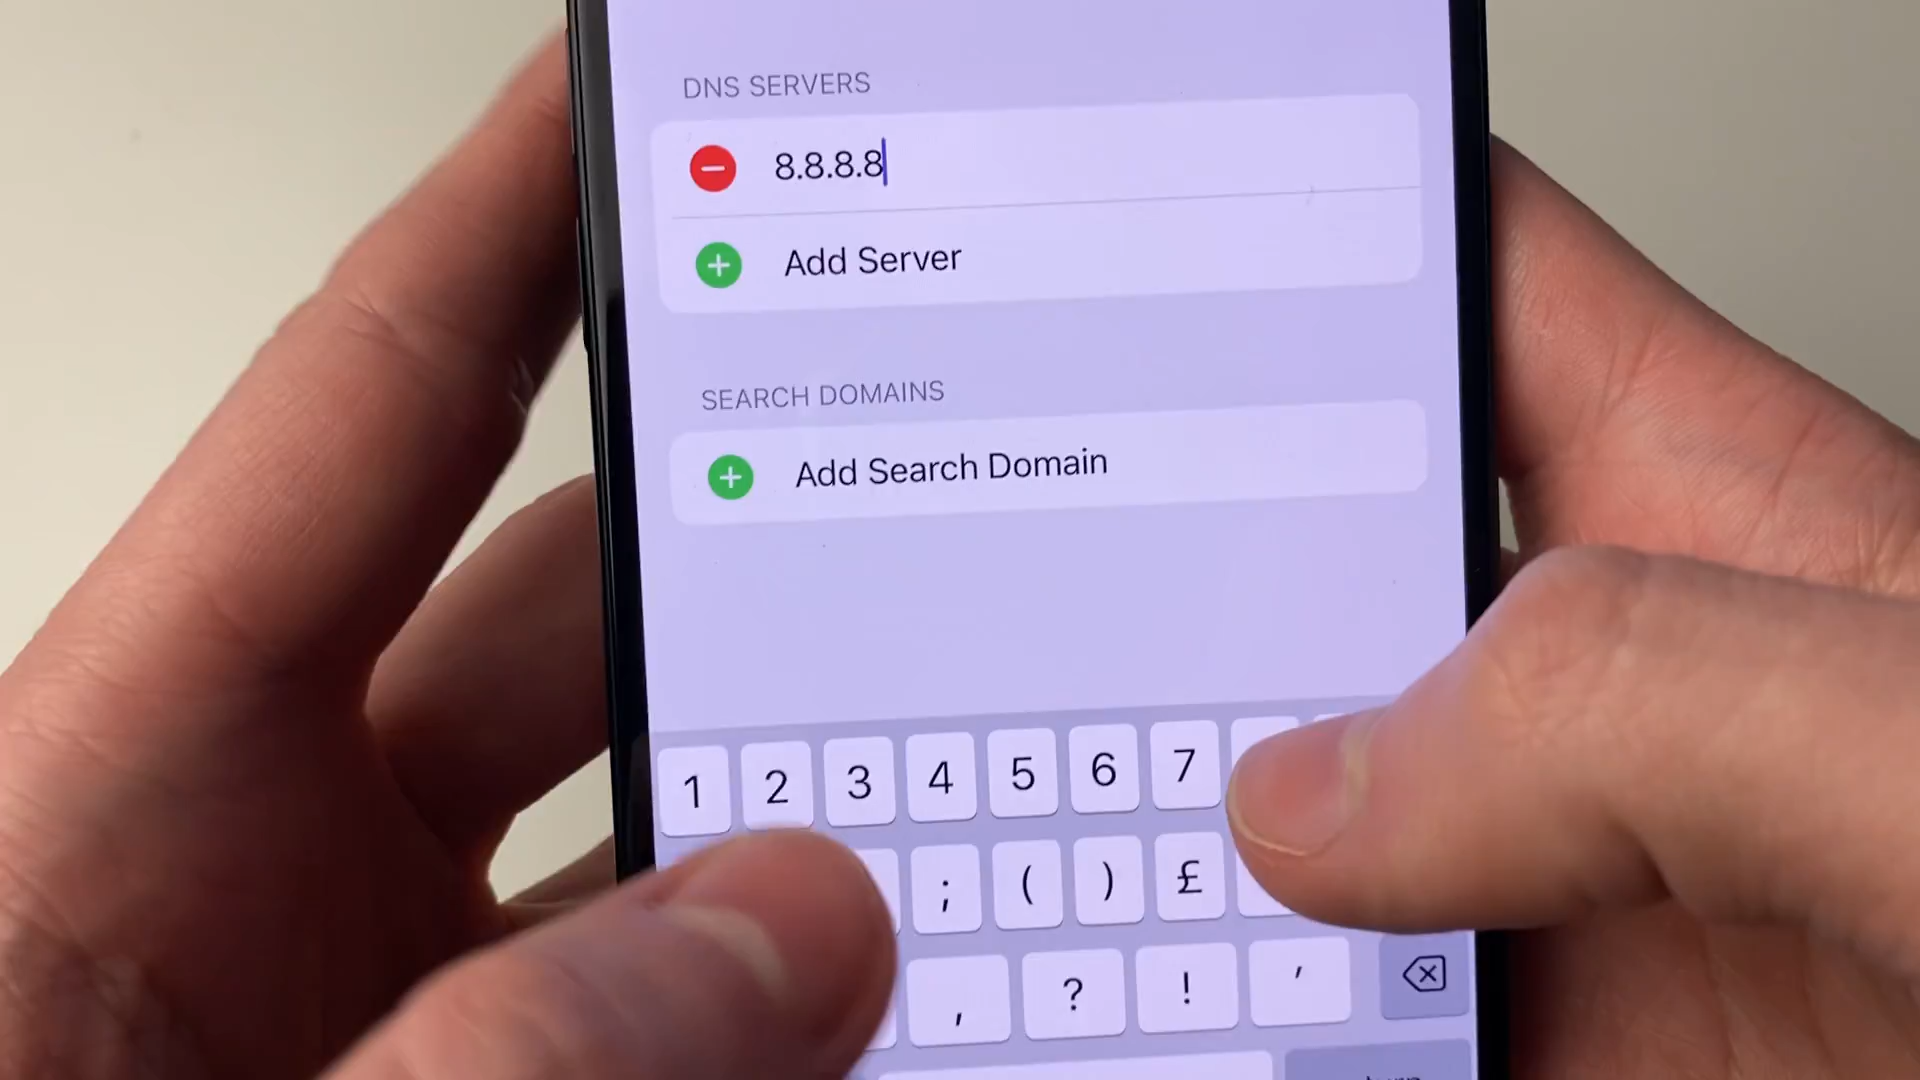 DNS SERVERS
8.8.8.8
Add Server
SEARCH DOMAINS
Add Search Domain
1 2 3 4 5 6 7
; ( ) £
, ? ! '